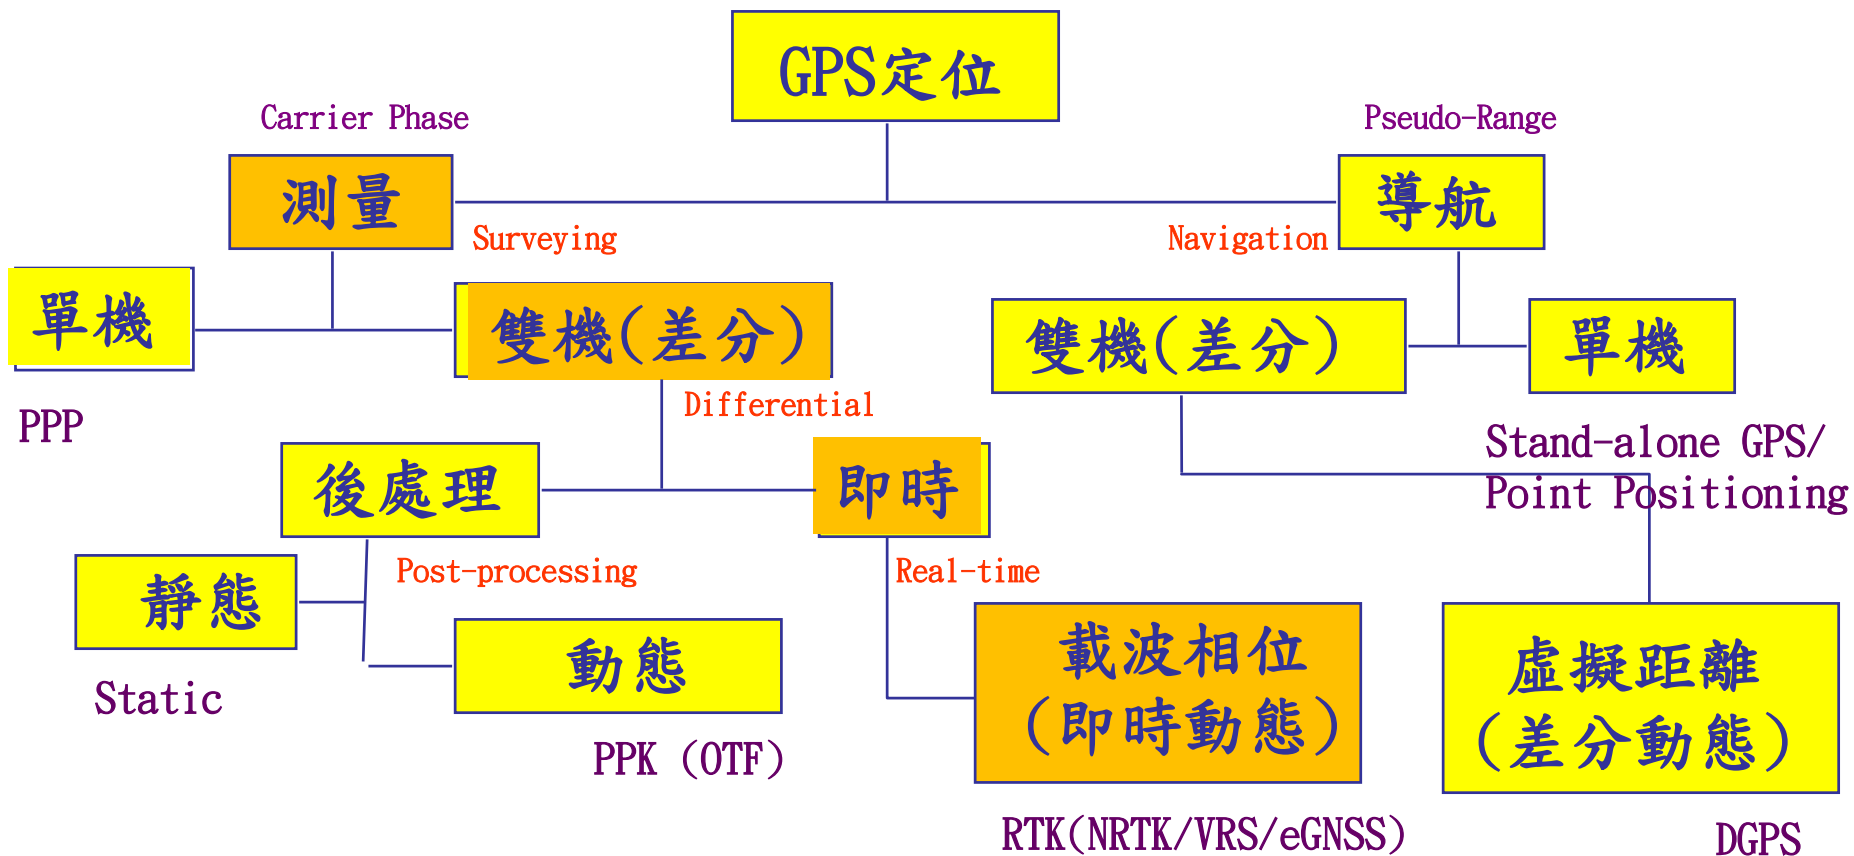 GPS定位
Carrier Phase
Pseudo-Range
測量
導航
Surveying
Navigation
單機
雙機(差分)
雙機(差分)
單機
Differential
PPP
Stand-alone GPS/
Point Positioning
後處理
即時
Post-processing
Real-time
靜態
動態
載波相位
(即時動態)
虛擬距離
(差分動態)
Static
PPK (OTF)
RTK(NRTK/VRS/eGNSS)
DGPS